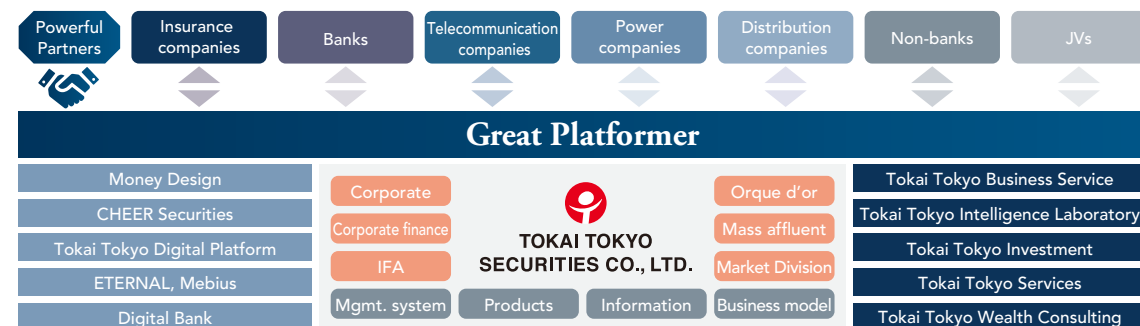 Powerful
Partners
Insurance
companies
Banks
Telecommunication
companies
Power
companies
Distribution
companies
Non-banks
JVs
Great Platformer
Money Design
CHEER Securities
Tokai Tokyo Digital Platform
ETERNAL, Mebius
Digital Bank
Corporate
Corporate finance
IFA
TOKAI TOKYO
SECURITIES CO., LTD.
Orque d’or
Mass affluent
Market Division
Mgmt. system
Products
Information
Business model
Tokai Tokyo Business Service
Tokai Tokyo Intelligence Laboratory
Tokai Tokyo Investment
Tokai Tokyo Services
Tokai Tokyo Wealth Consulting